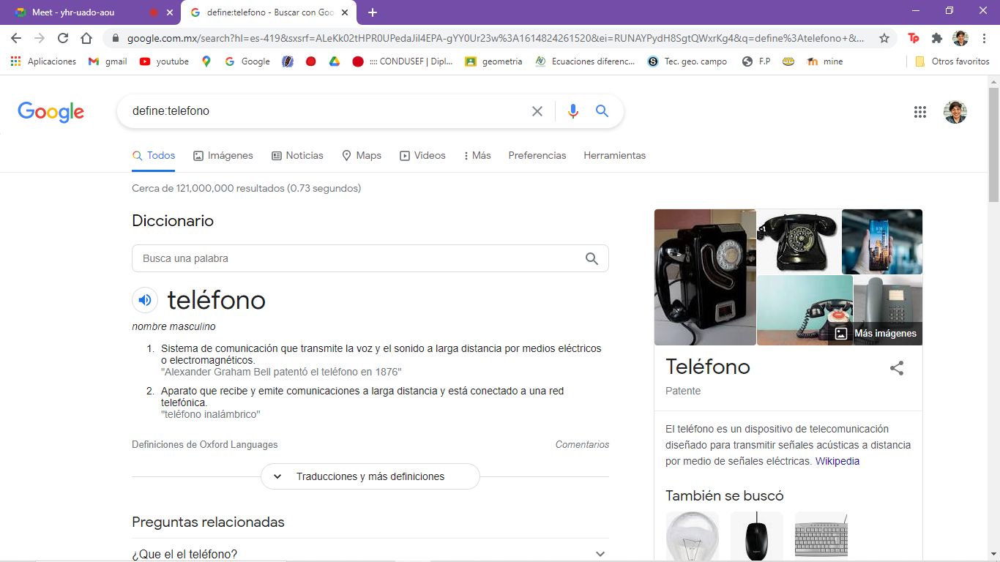 Meet - yhr-uado-aou
define:telefono - Buscar con Goo
google.com.mx/search?hl=es-419&sxsrf=ALeKk02tHPR0UPedaJil4EPA-gYY0Ur23w%3A1614824261520&ei=RUNAYPydH8SgtQWxrKg4&q=define%3Atelefono+&...
Aplicaciones gmail youtube Google :::: CONDUSEF | Dipl... geometria Ecuaciones diferenc... Tec. geo. campo F.P mine Otros favoritos
Google
define:telefono
Todos Imágenes Noticias Maps Videos Más Preferencias Herramientas
Cerca de 121,000,000 resultados (0.73 segundos)
Diccionario
Busca una palabra
teléfono
nombre masculino
1. Sistema de comunicación que transmite la voz y el sonido a larga distancia por medios eléctricos
o electromagnéticos.
"Alexander Graham Bell patentó el teléfono en 1876"
2. Aparato que recibe y emite comunicaciones a larga distancia y está conectado a una red
telefónica.
"teléfono inalámbrico"
Definiciones de Oxford Languages Comentarios
Traducciones y más definiciones
Preguntas relacionadas
¿Que el el teléfono?
Más imágenes
Teléfono
Patente
El teléfono es un dispositivo de telecomunicación
diseñado para transmitir señales acústicas a distancia
por medio de señales eléctricas. Wikipedia
También se buscó